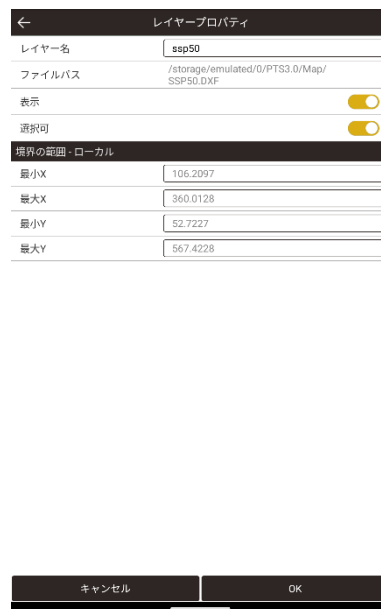 ← レイヤープロパティ
レイヤー名 ssp50
ファイルパス /storage/emulated/0/PTS3.0/Map/
SSP50.DXF
表示
選択可
境界の範囲 - ローカル
最小X 106.2097
最大X 360.0128
最小Y 52.7227
最大Y 567.4228
キャンセル OK